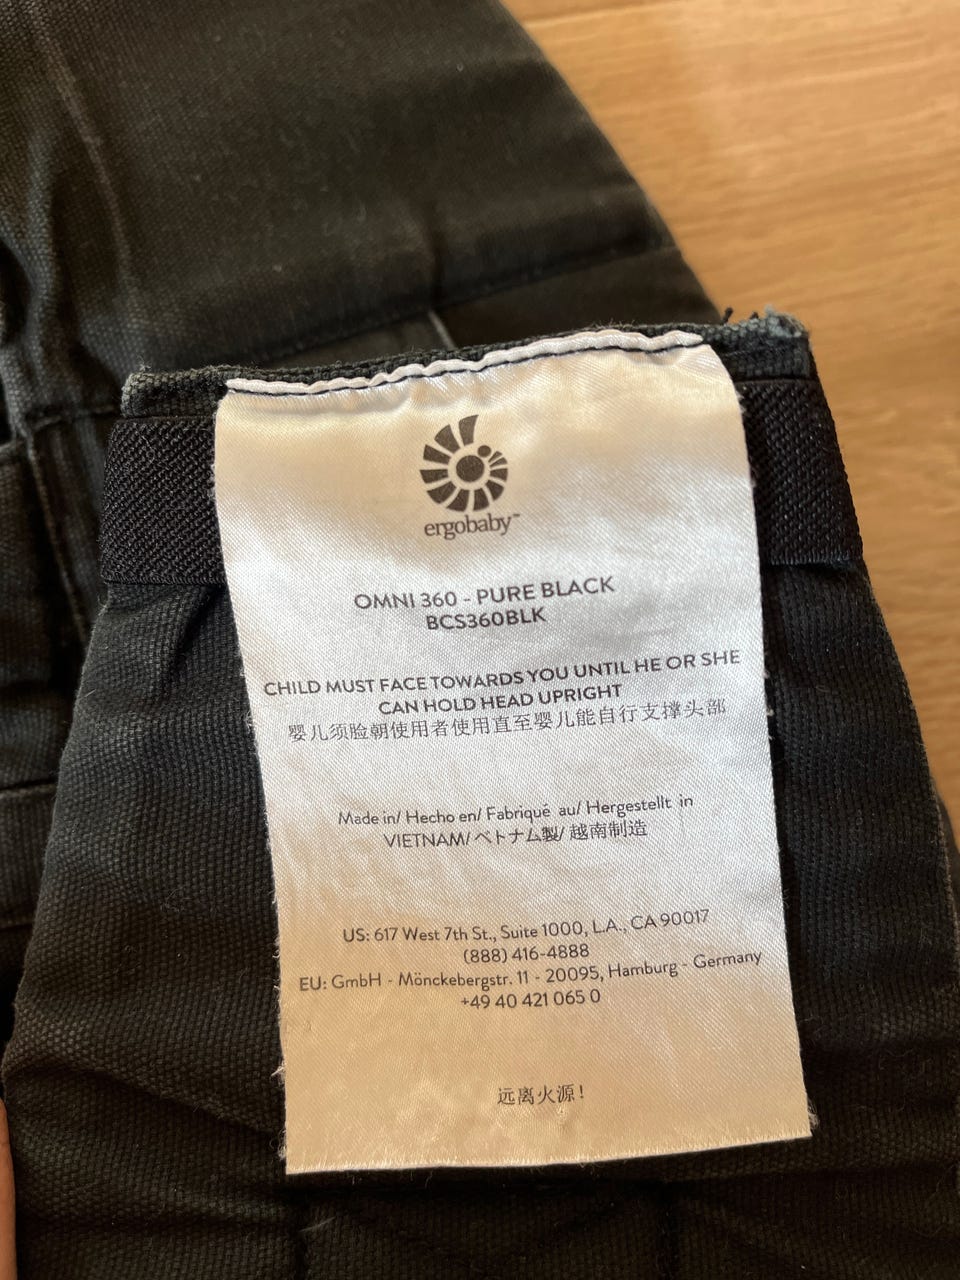 ergobaby™
OMNI 360 - PURE BLACK
BCS360BLK
CHILD MUST FACE TOWARDS YOU UNTIL HE OR SHE
CAN HOLD HEAD UPRIGHT
婴儿须脸朝使用者使用直至婴儿能自行支撑头部
Made in/ Hecho en/ Fabriqué au/ Hergestellt in
VIETNAM/ベトナム製/ 越南制造
US: 617 West 7th St., Suite 1000, L.A., CA 90017
(888) 416-4888
EU: GmbH - Mönckebergstr. 11 - 20095, Hamburg - Germany
+49 40 421 065 0
远离火源!